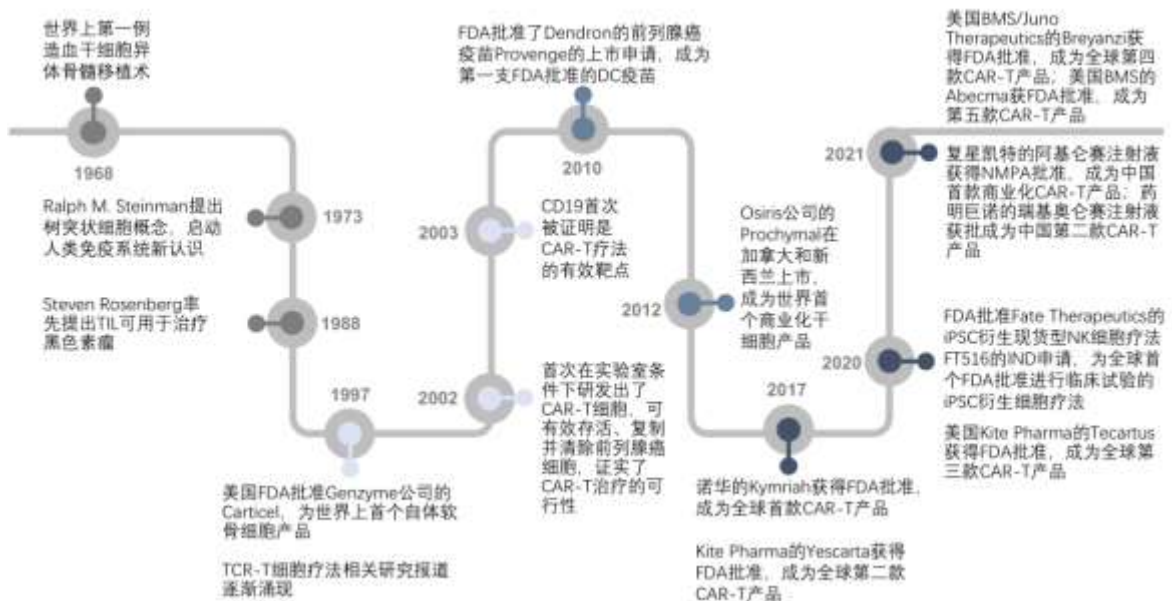 世界上第一例
造血干细胞异
体骨髓移植术
1968
Ralph M. Steinman提出
树突状细胞概念，启动
人类免疫系统新认识
1973
Steven Rosenberg率
先提出TIL可用于治疗
黑色素瘤
1988
1997
美国FDA批准Genzyme公司的
Carticel，为世界上首个自体软
骨细胞产品
TCR-T细胞疗法相关研究报道
逐渐涌现
2002
首次在实验室条
件下研发出了
CAR-T细胞，可
有效存活、复制
并清除前列腺癌
细胞，证实了
CAR-T治疗的可
行性
2003
CD19首次
被证明是
CAR-T疗法
的有效靶点
FDA批准了Dendron的前列腺癌
疫苗Provenge的上市申请，成为
第一支FDA批准的DC疫苗
2010
2012
Osiris公司的
Prochymal在
加拿大和新
西兰上市，
成为世界首
个商业化干
细胞产品
2017
诺华的Kymriah获得FDA批准，
成为全球首款CAR-T产品
Kite Pharma的Yescarta获得
FDA批准，成为全球第二款
CAR-T产品
2020
FDA批准Fate Therapeutics的
iPSC衍生现货型NK细胞疗法
FT516的IND申请，为全球首
个FDA批准进行临床试验的
iPSC衍生细胞疗法
美国Kite Pharma的Tecartus
获得FDA批准，成为全球第
三款CAR-T产品
2021
美国BMS/Juno
Therapeutics的Breyanzi获
得FDA批准，成为全球第四
款CAR-T产品；美国BMS的
Abecma获FDA批准，成为
第五款CAR-T产品
复星凯特的阿基仑赛注射液
获得NMPA批准，成为中国
首款商业化CAR-T产品；药
明巨诺的瑞基奥仑赛注射液
获批成为中国第二款CAR-T
产品